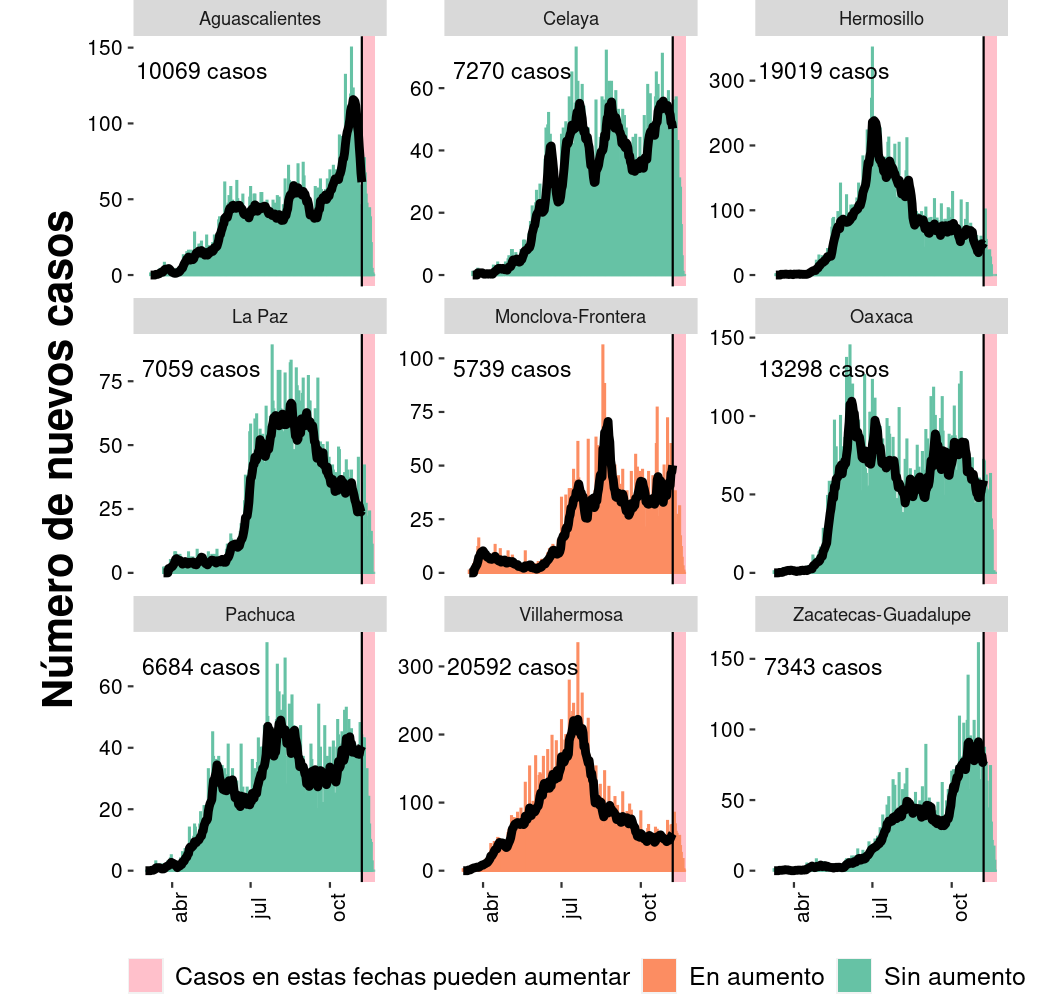 Número de nuevos casos
Aguascalientes
Celaya
Hermosillo
150
100
50
0
10069 casos
60
40
20
0
7270 casos
300
200
100
0
19019 casos
La Paz
Monclova-Frontera
Oaxaca
75
50
25
0
7059 casos
100
75
50
25
0
5739 casos
150
100
50
0
13298 casos
Pachuca
Villahermosa
Zacatecas-Guadalupe
60
40
20
0
6684 casos
300
200
100
0
20592 casos
150
100
50
0
7343 casos
abr
jul
oct
abr
jul
oct
abr
jul
oct
Casos en estas fechas pueden aumentar
En aumento
Sin aumento